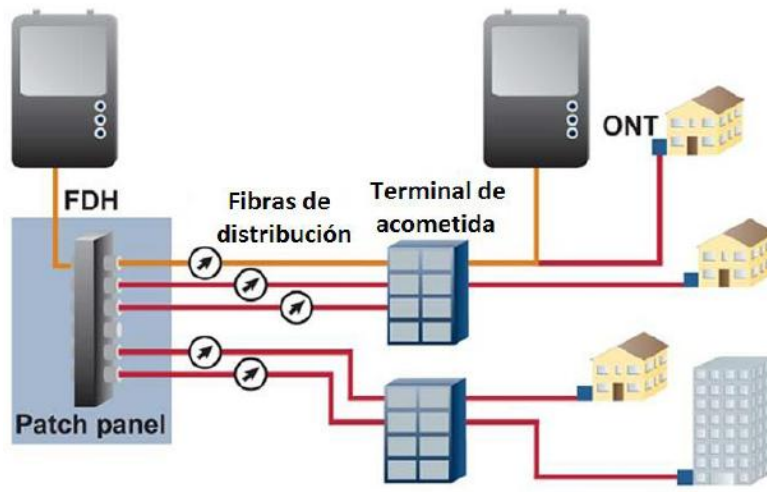 ONT
FDH
Fibras de
distribución
Terminal de
acometida
Patch panel